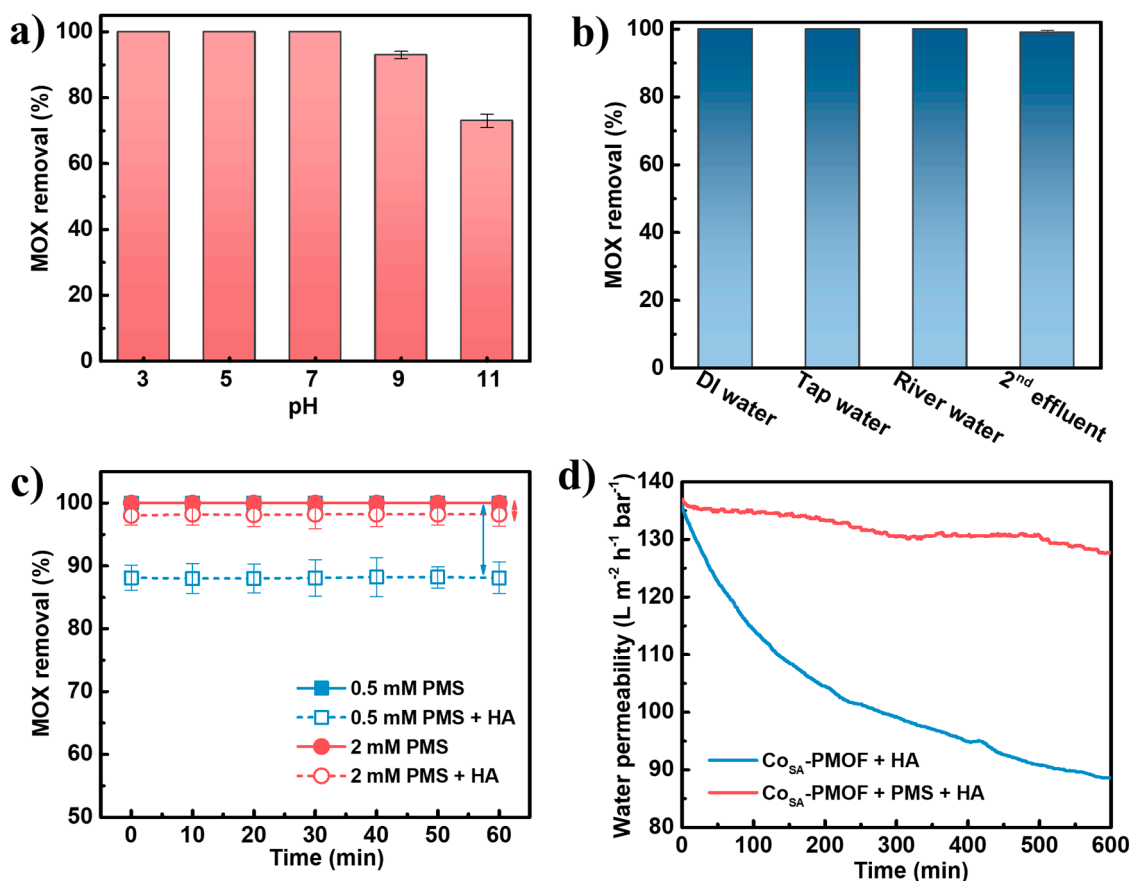 a)
MOX removal (%)
100
80
60
40
20
0
3 5 7 9 11
pH
b)
MOX removal (%)
100
80
60
40
20
0
DI water
Tap water
River water
2nd effluent
c)
MOX removal (%)
100
90
80
70
60
50
0.5 mM PMS
0.5 mM PMS + HA
2 mM PMS
2 mM PMS + HA
0 10 20 30 40 50 60
Time (min)
d)
Water permeability (L m-2 h-1 bar-1)
140
130
120
110
100
90
80
CoSA-PMOF + HA
CoSA-PMOF + PMS + HA
0 100 200 300 400 500 600
Time (min)